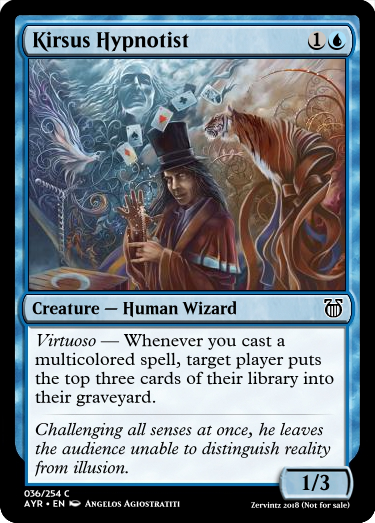 Kirsus Hypnotist 1
Creature — Human Wizard
Virtuoso — Whenever you cast a
multicolored spell, target player puts
the top three cards of their library into
their graveyard.
Challenging all senses at once, he leaves
the audience unable to distinguish reality
from illusion.
1/3
036/254 C
AYR • EN Angelos Agiostratiti
Zervintz 2018 (Not for sale)